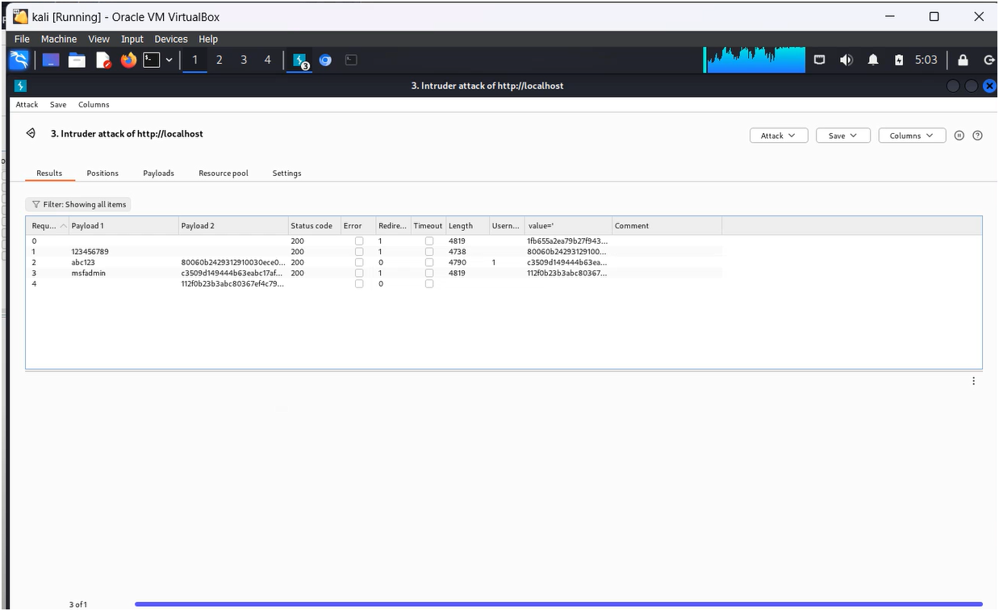 kali [Running] - Oracle VM VirtualBox
File Machine View Input Devices Help
1 2 3 4 3 5:03
3. Intruder attack of http://localhost
Attack Save Columns
3. Intruder attack of http://localhost
Attack Save Columns
Results Positions Payloads Resource pool Settings
Filter: Showing all items
Requ... Payload 1 Payload 2 Status code Error Redire... Timeout Length Usern... value=' Comment
0 200 1 4819 1fb655a2ea79b27f943...
1 123456789 200 1 4738 80060b24293129100...
2 abc123 80060b2429312910030ece0... 200 0 4790 1 c3509d149444b63ea...
3 msfadmin c3509d149444b63eabc17af... 200 1 4819 112f0b23b3abc80367...
4 112f0b23b3abc80367ef4c79... 0
3 of 1